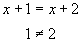 x + 1 = x + 2
1 ≠ 2